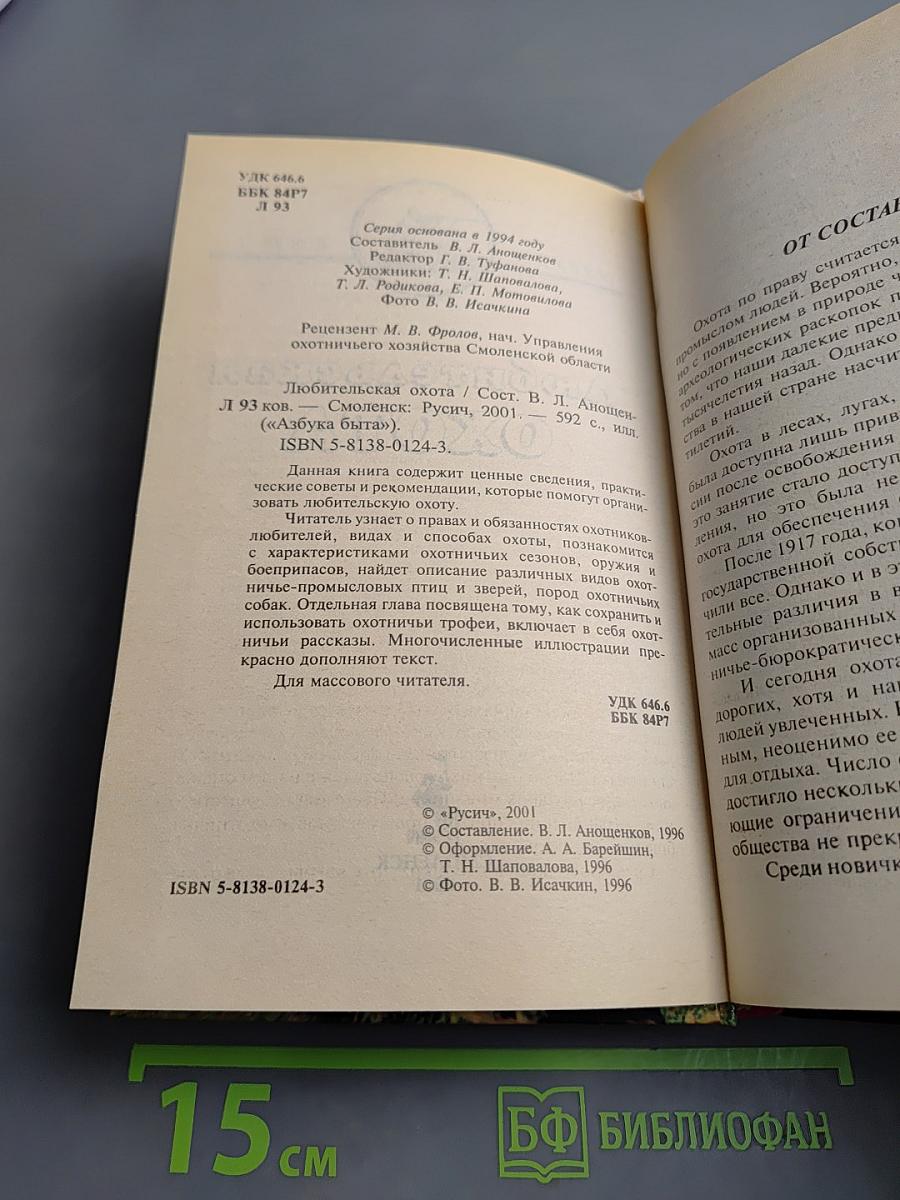 УДК 646.6
ББК 84Р7
Л 93
Серия основана в 1994 году
Составитель В. Л. Анощенков
Редактор Г. В. Туфанова
Художники: Т. Н. Шаповалова,
Т. Л. Родикова, Е. П. Мотовилова
Фото В. В. Исачкина
Рецензент М. В. Фролов, нач. Управления
охотничьего хозяйства Смоленской области
Любительская охота / Сост. В. Л. Анощен-
Л 93 ков. — Смоленск: Русич, 2001. — 592 с., илл.
(«Азбука быта»).
ISBN 5-8138-0124-3.
Данная книга содержит ценные сведения, практи-
ческие советы и рекомендации, которые помогут органи-
зовать любительскую охоту.
Читатель узнает о правах и обязанностях охотников-
любителей, видах и способах охоты, познакомится
с характеристиками охотничьих сезонов, оружия и
боеприпасов, найдет описание различных видов охот-
ничье-промысловых птиц и зверей, пород охотничьих
собак. Отдельная глава посвящена тому, как сохранить и
использовать охотничьи трофеи, включает в себя охот-
ничьи рассказы. Многочисленные иллюстрации пре-
красно дополняют текст.
Для массового читателя.
УДК 646.6
ББК 84Р7
© «Русич», 2001
© Составление. В. Л. Анощенков, 1996
© Оформление. А. А. Барейшин,
Т. Н. Шаповалова, 1996
ISBN 5-8138-0124-3
© Фото. В. В. Исачкин, 1996
ОТ СОСТАВ
Охота по праву считается
промыслом людей. Вероятно,
но с появлением в природе ч
археологических раскопок п
том, что наши далекие пред
тысячелетия назад. Однако
ства в нашей стране насчит
тилетий.
Охота в лесах, лугах,
была доступна лишь прив
сии после освобождения
это занятие стало доступ
ления, но это была не
охота для обеспечения с
После 1917 года, ког
государственной собст
чили все. Однако и в эт
тельные различия в в
масс организованных
ничье-бюрократическ
И сегодня охота
дорогих, хотя и на
людей увлеченных.
ным, неоценимо ее
для отдыха. Число
достигло нескольк
ющие ограничени
общества не прек
Среди новичк
15 см
БФ БИБЛИОФАН